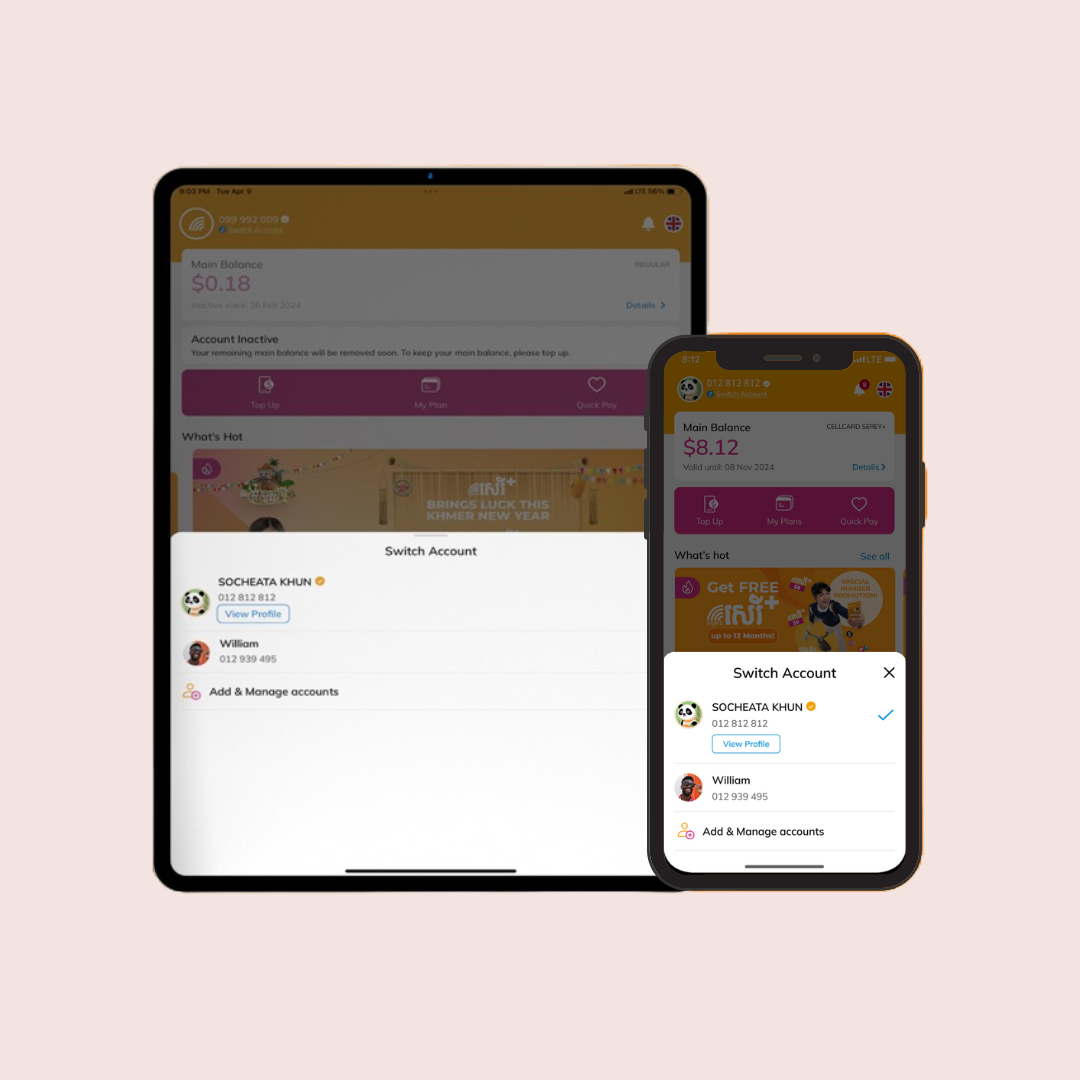 9:03 PM Tue Apr 9
LTE 56%
099 992 009
Switch Account
Main Balance
REGULAR
$0.18
Inactive since: 26 Feb 2024
Details
Account Inactive
Your remaining main balance will be removed soon. To keep your main balance, please top up.
Top Up
My Plan
Quick Pay
What's Hot
សេរី+
BRINGS LUCK THIS
KHMER NEW YEAR
Switch Account
SOCHEATA KHUN
012 812 812
View Profile
William
012 939 495
Add & Manage accounts
8:12
LTE
012 812 812
Switch Account
Main Balance
CELLCARD SEREY+
$8.12
Valid until: 08 Nov 2024
Details
Top Up
My Plans
Quick Pay
What's hot
See all
Get FREE
សេរី+
up to 12 Months!
SPECIAL
NUMBER
PROMOTION!
Switch Account
SOCHEATA KHUN
012 812 812
View Profile
William
012 939 495
Add & Manage accounts